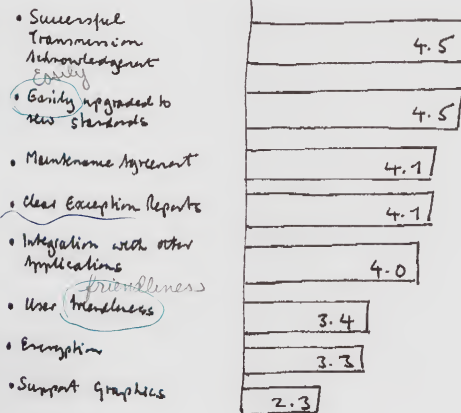 • Successful
Transmission
Acknowledgement 4.5
Easily
• Easily upgraded to
new standards 4.5
• Maintenance Agreement 4.1
• Clear Exception Reports 4.1
• Integration with other
Applications 4.0
friendliness
• User friendliness 3.4
• Encryption 3.3
• Support Graphics 2.3